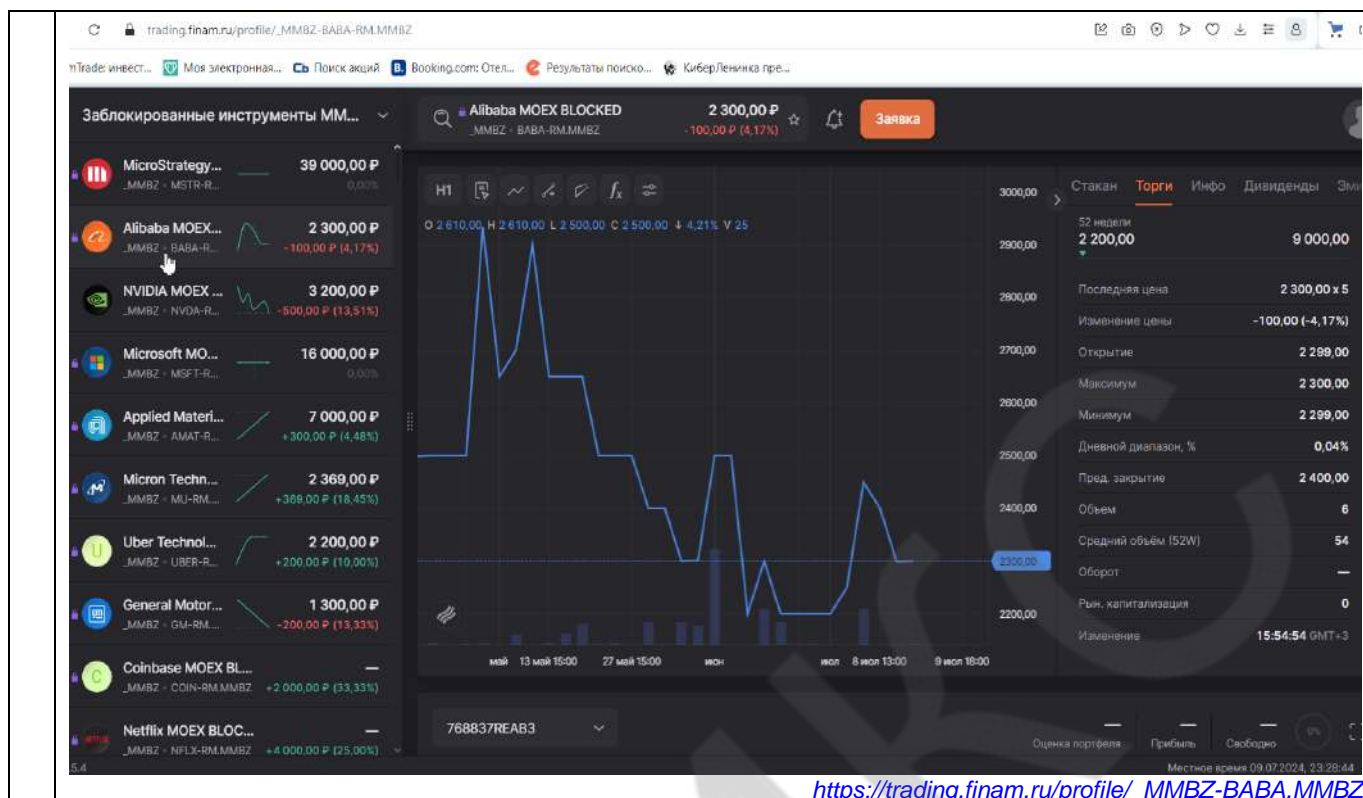 trading.finam.ru/profile/_MMBZ-BABA-RM.MMBZ
mTrade: инвест... Моя электронная... Сь Поиск акций B. Booking.com: Отел... Результаты поиско... КиберЛенинка пре...
Заблокированные инструменты ММ...
Alibaba MOEX BLOCKED 2 300,00 ₽
_MMBZ • BABA-RM.MMBZ -100,00 ₽ (4,17%)
Заявка
MicroStrategy... 39 000,00 ₽
_MMBZ • MSTR-R... 0,00%
Alibaba MOEX... 2 300,00 ₽
_MMBZ • BABA-R... -100,00 ₽ (4,17%)
NVIDIA MOEX ... 3 200,00 ₽
_MMBZ • NVDA-R... -500,00 ₽ (13,51%)
Microsoft MO... 16 000,00 ₽
_MMBZ • MSFT-R... 0,00%
Applied Materi... 7 000,00 ₽
_MMBZ • AMAT-R... +300,00 ₽ (4,48%)
Micron Techn... 2 369,00 ₽
_MMBZ • MU-RM.... +369,00 ₽ (18,45%)
U
Uber Technol... 2 200,00 ₽
_MMBZ • UBER-R... +200,00 ₽ (10,00%)
General Motor... 1 300,00 ₽
_MMBZ • GM-RM.... -200,00 ₽ (13,33%)
C
Coinbase MOEX BL... —
_MMBZ • COIN-RM.MMBZ +2 000,00 ₽ (33,33%)
Netflix MOEX BLOC... —
_MMBZ • NFLX-RM.MMBZ +4 000,00 ₽ (25,00%)
H1 fx
O 2 610,00 H 2 610,00 L 2 500,00 C 2 500,00 ↓ 4,21% V 25
3000,00
2900,00
2800,00
2700,00
2600,00
2500,00
2400,00
2300,00
2200,00
май 13 май 15:00 27 май 15:00 июн июл 8 июл 13:00 9 июл 18:00
Стакан Торги Инфо Дивиденды Эми
52 недели
2 200,00 9 000,00
Последняя цена 2 300,00 x 5
Изменение цены -100,00 (-4,17%)
Открытие 2 299,00
Максимум 2 300,00
Минимум 2 299,00
Дневной диапазон, % 0,04%
Пред. закрытие 2 400,00
Объем 6
Средний объём (52W) 54
Оборот —
Рын. капитализация 0
Изменение 15:54:54 GMT+3
768837REAB3
— — — 0%
Оценка портфеля Прибыль Свободно
5.4 Местное время 09.07.2024, 23:28:44
https://trading.finam.ru/profile/_MMBZ-BABA.MMBZ